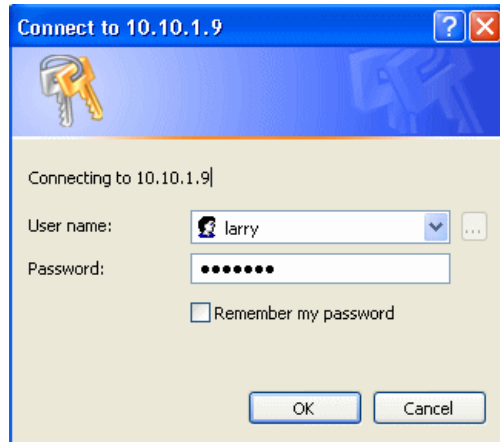 Connect to 10.10.1.9
Connecting to 10.10.1.9
User name:
larry
...
Password:
•••••••
Remember my password
OK
Cancel